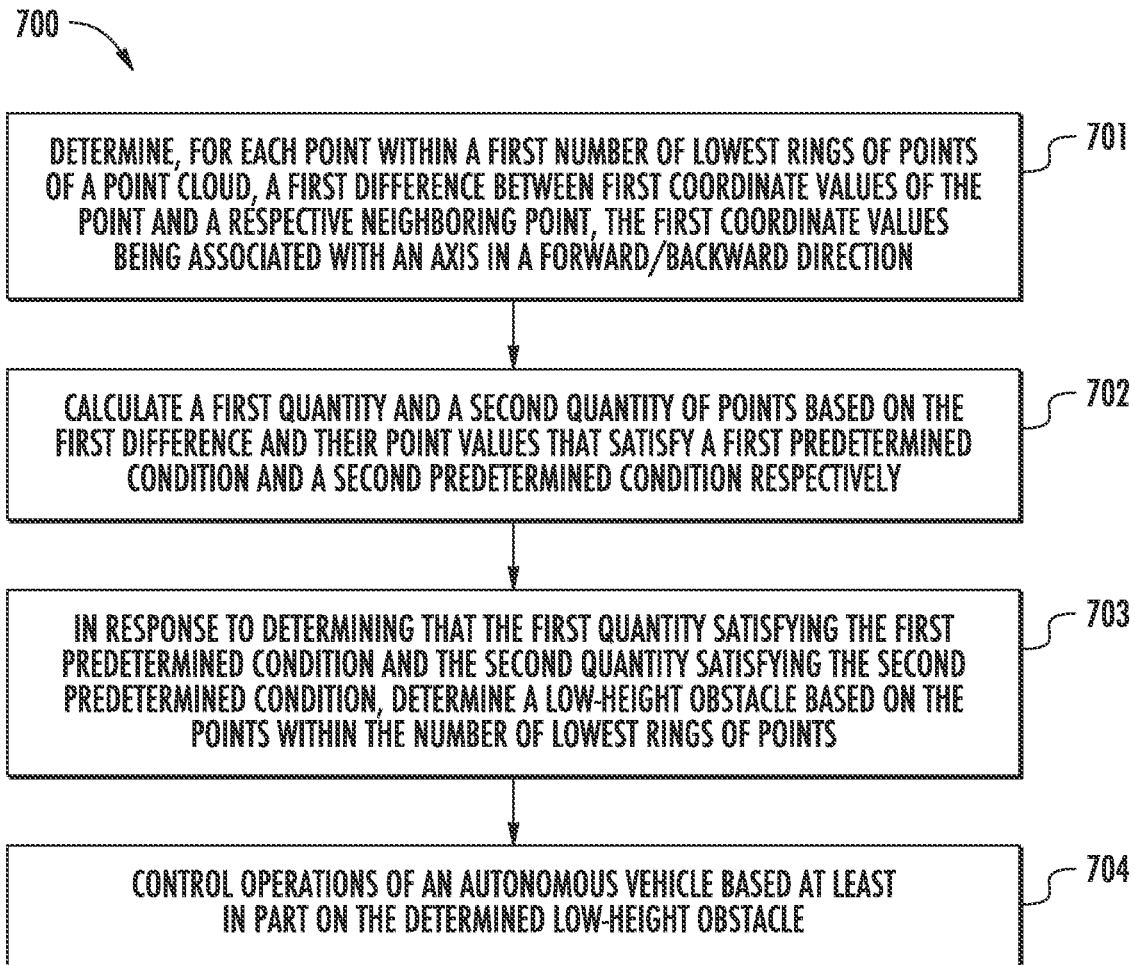 700
DETERMINE, FOR EACH POINT WITHIN A FIRST NUMBER OF LOWEST RINGS OF POINTS
OF A POINT CLOUD, A FIRST DIFFERENCE BETWEEN FIRST COORDINATE VALUES OF THE
POINT AND A RESPECTIVE NEIGHBORING POINT, THE FIRST COORDINATE VALUES
BEING ASSOCIATED WITH AN AXIS IN A FORWARD/BACKWARD DIRECTION
701
CALCULATE A FIRST QUANTITY AND A SECOND QUANTITY OF POINTS BASED ON THE
FIRST DIFFERENCE AND THEIR POINT VALUES THAT SATISFY A FIRST PREDETERMINED
CONDITION AND A SECOND PREDETERMINED CONDITION RESPECTIVELY
702
IN RESPONSE TO DETERMINING THAT THE FIRST QUANTITY SATISFYING THE FIRST
PREDETERMINED CONDITION AND THE SECOND QUANTITY SATISFYING THE SECOND
PREDETERMINED CONDITION, DETERMINE A LOW-HEIGHT OBSTACLE BASED ON THE
POINTS WITHIN THE NUMBER OF LOWEST RINGS OF POINTS
703
CONTROL OPERATIONS OF AN AUTONOMOUS VEHICLE BASED AT LEAST
IN PART ON THE DETERMINED LOW-HEIGHT OBSTACLE
704